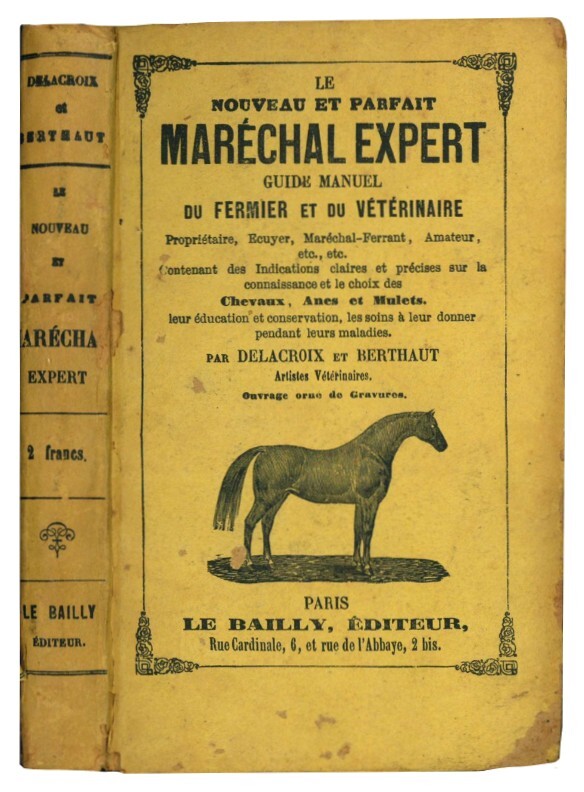 DELACROIX
et
BERTHAUT
LE
NOUVEAU
ET
PARFAIT
MARÉCHA
EXPERT
2 francs.
LE BAILLY
ÉDITEUR.
LE
NOUVEAU ET PARFAIT
MARÉCHAL EXPERT
GUIDE MANUEL
DU FERMIER ET DU VÉTÉRINAIRE
Propriétaire, Ecuyer, Maréchal-Ferrant, Amateur,
etc., etc.
Contenant des Indications claires et précises sur la
connaissance et le choix des
Chevaux, Anes et Mulets.
leur éducation et conservation, les soins à leur donner
pendant leurs maladies.
PAR DELACROIX ET BERTHAUT
Artistes Vétérinaires.
Ouvrage orne de Gravures.
PARIS
LE BAILLY, ÉDITEUR,
Rue Cardinale, 6, et rue de l'Abbaye, 2 bis.